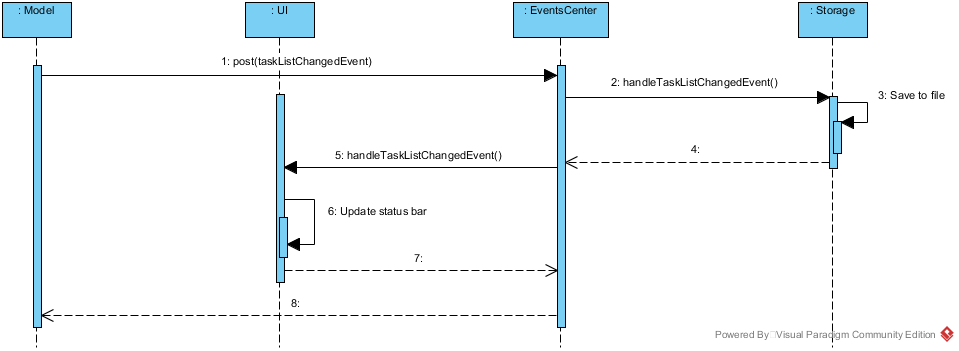 : Model
: UI
: EventsCenter
: Storage
1: post(taskListChangedEvent)
2: handleTaskListChangedEvent()
3: Save to file
4:
5: handleTaskListChangedEvent()
6: Update status bar
7:
8:
Powered By Visual Paradigm Community Edition